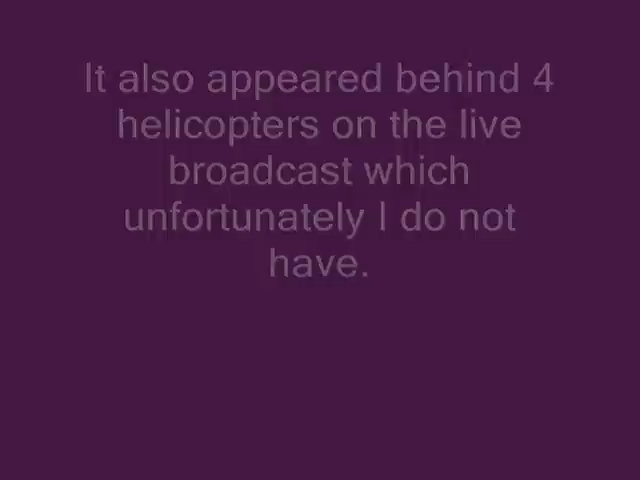 It also appeared behind 4
helicopters on the live
broadcast which
unfortunately I do not
have.